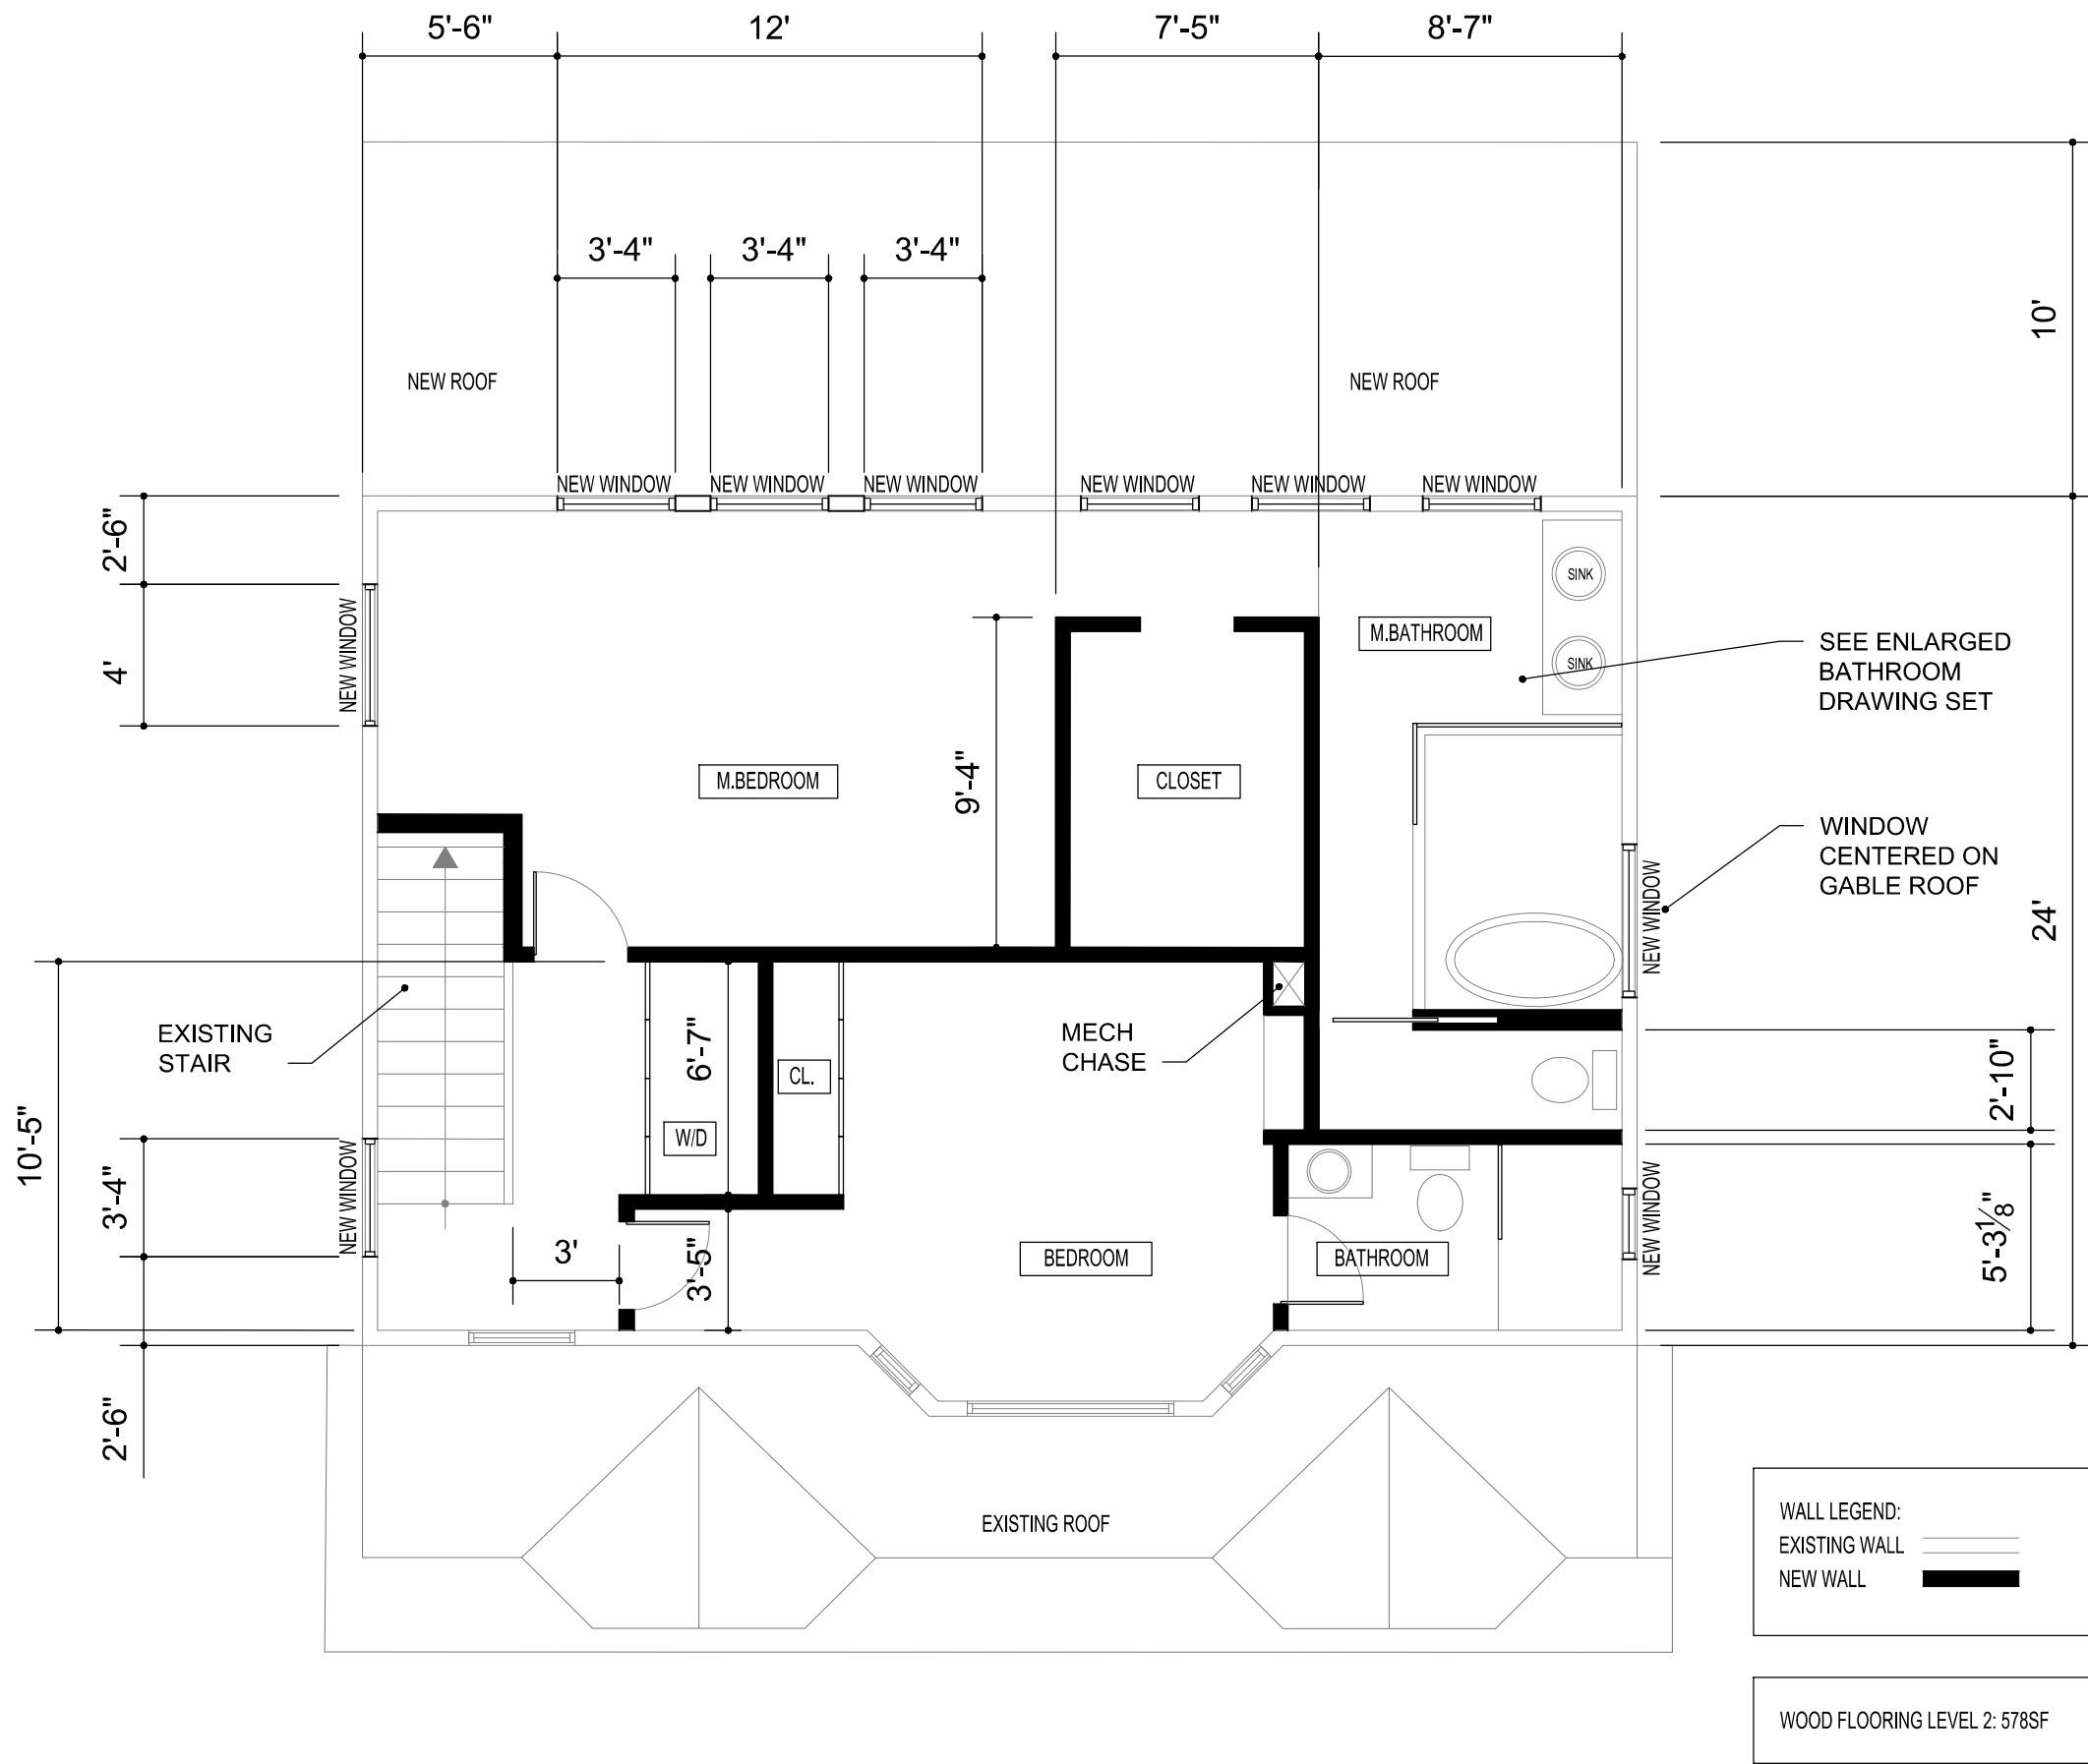 5'-6"
12'
7'-5"
8'-7"
3'-4"
3'-4"
3'-4"
10'
NEW ROOF
NEW ROOF
NEW WINDOW
NEW WINDOW
NEW WINDOW
NEW WINDOW
NEW WINDOW
NEW WINDOW
2'-6"
4'
NEW WINDOW
SINK
SINK
M.BATHROOM
SEE ENLARGED
BATHROOM
DRAWING SET
M.BEDROOM
9'-4"
CLOSET
WINDOW
CENTERED ON
GABLE ROOF
NEW WINDOW
24'
EXISTING
STAIR
6'-7"
CL.
W/D
MECH
CHASE
2'-10"
10'-5"
3'-4"
NEW WINDOW
3'
3'-5"
BEDROOM
BATHROOM
NEW WINDOW
5'-3 1/8"
2'-6"
EXISTING ROOF
WALL LEGEND:
EXISTING WALL
NEW WALL
WOOD FLOORING LEVEL 2: 578SF